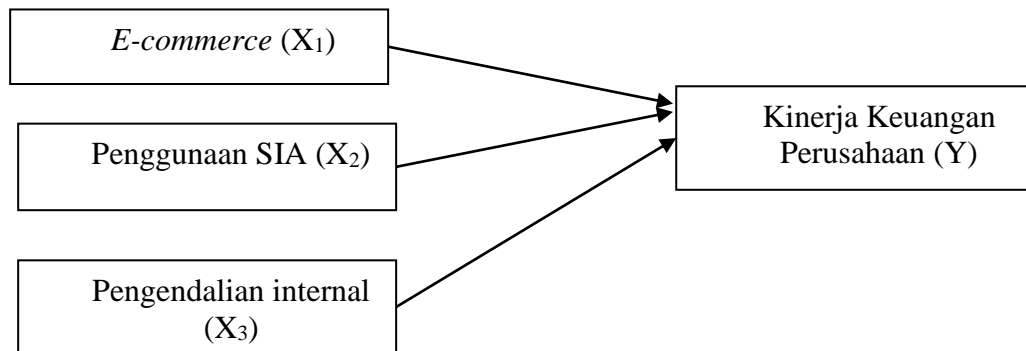 E-commerce (X₁)
Penggunaan SIA (X₂)
Pengendalian internal
(X₃)
Kinerja Keuangan
Perusahaan (Y)